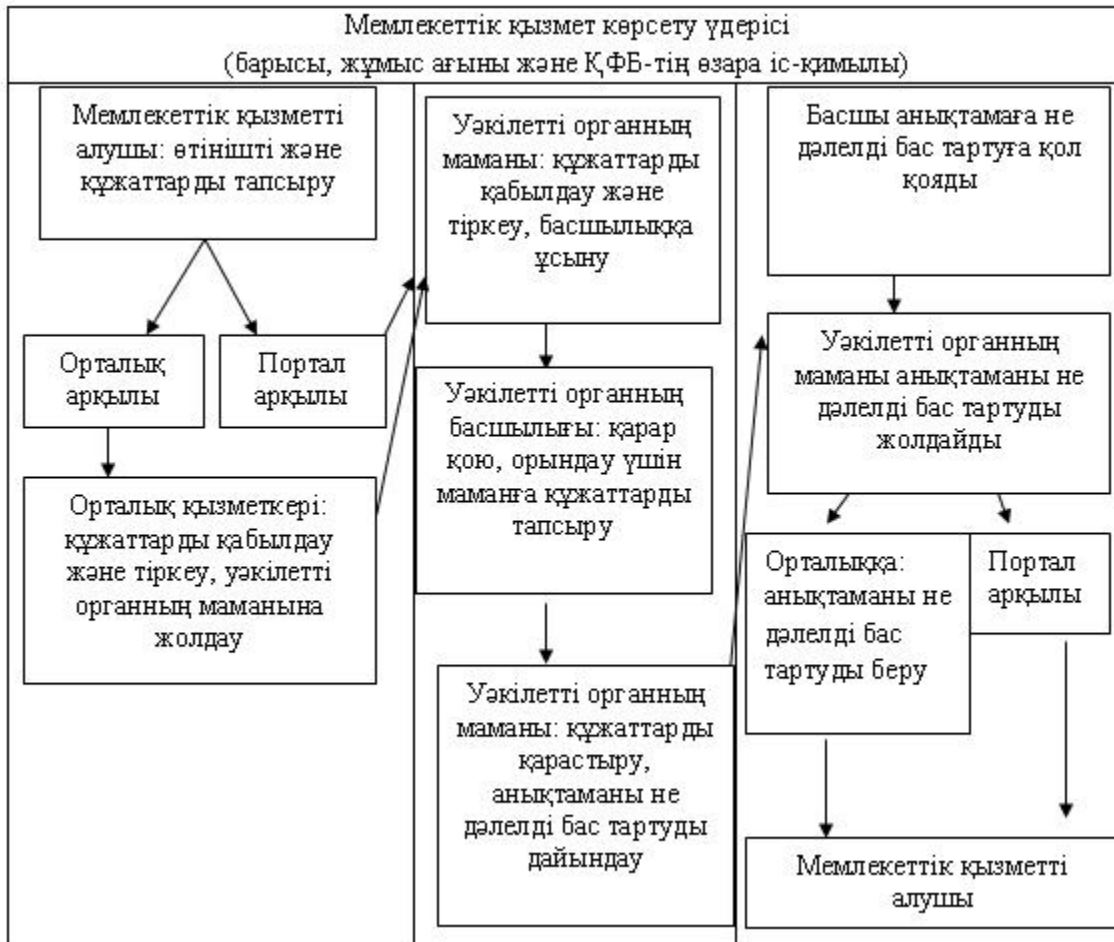 Мемлекеттік қызмет көрсету үдерісі
(барысы, жұмыс ағыны және ҚФБ-тің өзара іс-қимылы)
Мемлекеттік қызметті
алушы: өтінішті және
құжаттарды тапсыру
Орталық
арқылы
Портал
арқылы
Орталық қызметкері:
құжаттарды қабылдау
және тіркеу, уәкілетті
органның маманына
жолдау
Уәкілетті органның
маманы: құжаттарды
қабылдау және
тіркеу, басшылыққа
ұсыну
Уәкілетті органның
басшылығы: қарар
қою, орындау үшін
маманға құжаттарды
тапсыру
Уәкілетті органның
маманы: құжаттарды
қарастыру,
анықтаманы не
дәлелді бас тартуды
дайындау
Басшы анықтамаға не
дәлелді бас тартуға қол
қояды
Уәкілетті органның
маманы анықтаманы не
дәлелді бас тартуды
жолдайды
Орталыққа:
анықтаманы не
дәлелді бас
тартуды беру
Портал
арқылы
Мемлекеттік қызметті
алушы